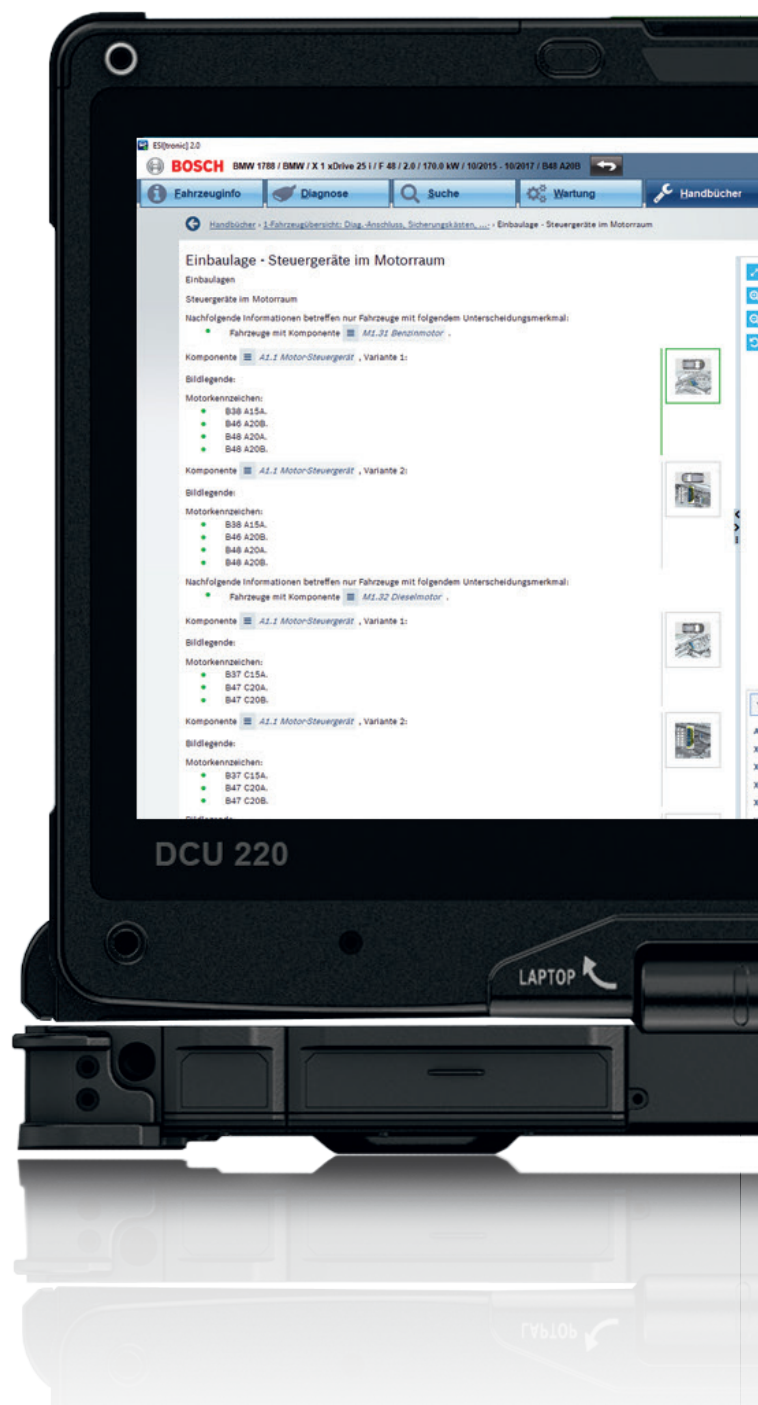 ESI[tronic] 2.0
BOSCH BMW 1788 / BMW / X 1 xDrive 25 i / F 48 / 2.0 / 170.0 kW / 10/2015 - 10/2017 / B48 A20B
Fahrzeuginfo Diagnose Suche Wartung Handbücher
Handbücher › 1-Fahrzeugübersicht: Diag.-Anschluss, Sicherungskästen, ...: › Einbaulage - Steuergeräte im Motorraum
Einbaulage - Steuergeräte im Motorraum
Einbaulagen
Steuergeräte im Motorraum
Nachfolgende Informationen betreffen nur Fahrzeuge mit folgendem Unterscheidungsmerkmal:
Fahrzeuge mit Komponente M1.31 Benzinmotor .
Komponente A1.1 Motor-Steuergerät , Variante 1:
Bildlegende:
Motorkennzeichen:
B38 A15A.
B46 A20B.
B48 A20A.
B48 A20B.
Komponente A1.1 Motor-Steuergerät , Variante 2:
Bildlegende:
Motorkennzeichen:
B38 A15A.
B46 A20B.
B48 A20A.
B48 A20B.
Nachfolgende Informationen betreffen nur Fahrzeuge mit folgendem Unterscheidungsmerkmal:
Fahrzeuge mit Komponente M1.32 Dieselmotor .
Komponente A1.1 Motor-Steuergerät , Variante 1:
Bildlegende:
Motorkennzeichen:
B37 C15A.
B47 C20A.
B47 C20B.
Komponente A1.1 Motor-Steuergerät , Variante 2:
Bildlegende:
Motorkennzeichen:
B37 C15A.
B47 C20A.
B47 C20B.
DCU 220
LAPTOP